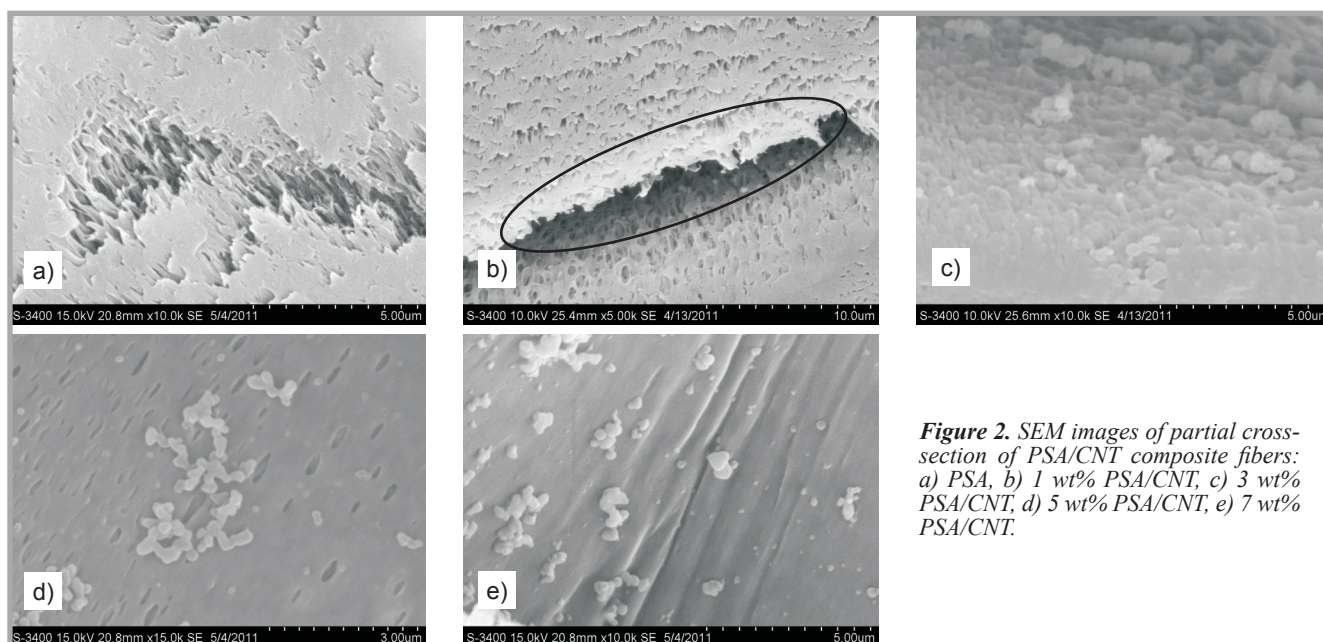 a)
S-3400 15.0kV 20.8mm x10.0k SE 5/4/2011 5.00um
b)
S-3400 10.0kV 25.4mm x5.00k SE 4/13/2011 10.0um
c)
S-3400 10.0kV 25.6mm x10.0k SE 4/13/2011 5.00um
d)
S-3400 15.0kV 20.8mm x15.0k SE 5/4/2011 3.00um
e)
S-3400 15.0kV 20.8mm x10.0k SE 5/4/2011 5.00um
Figure 2. SEM images of partial cross-
section of PSA/CNT composite fibers:
a) PSA, b) 1 wt% PSA/CNT, c) 3 wt%
PSA/CNT, d) 5 wt% PSA/CNT, e) 7 wt%
PSA/CNT.